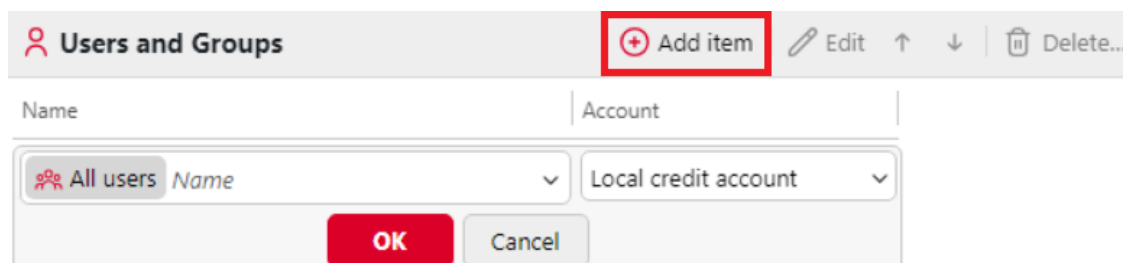 Users and Groups Add item Edit ↑ ↓ Delete...
Name Account
All users Name Local credit account
OK Cancel